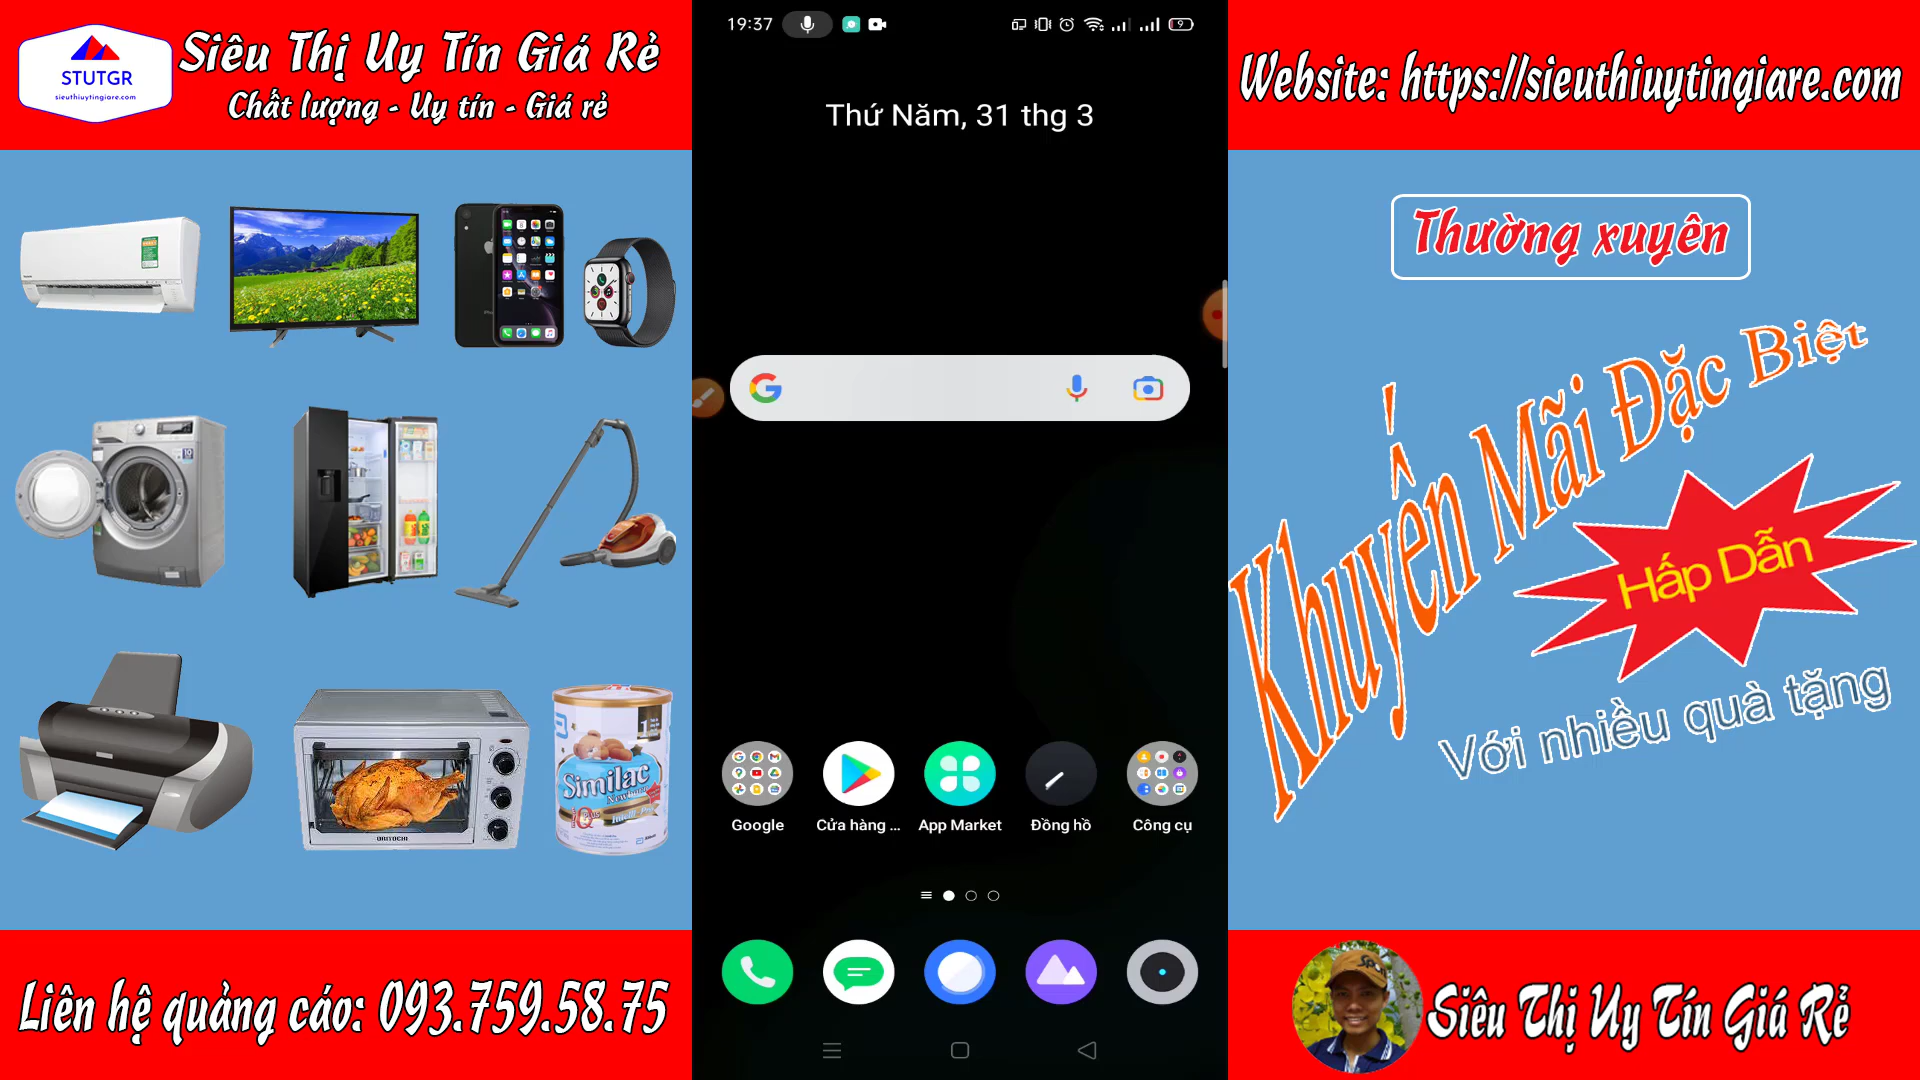 STUTGR
sieuthiuytingiare.com
Siêu Thị Uy Tín Giá Rẻ
Chất lượng - Uy tín - Giá rẻ
19:37
9
Thứ Năm, 31 thg 3
Website: https://sieuthiuytingiare.com
Thường xuyên
Khuyến Mãi Đặc Biệt
Hấp Dẫn
Với nhiều quà tặng
Similac
IQ
Google
Cửa hàng ...
App Market
Đồng hồ
Công cụ
Liên hệ quảng cáo: 093.759.58.75
Siêu Thị Uy Tín Giá Rẻ